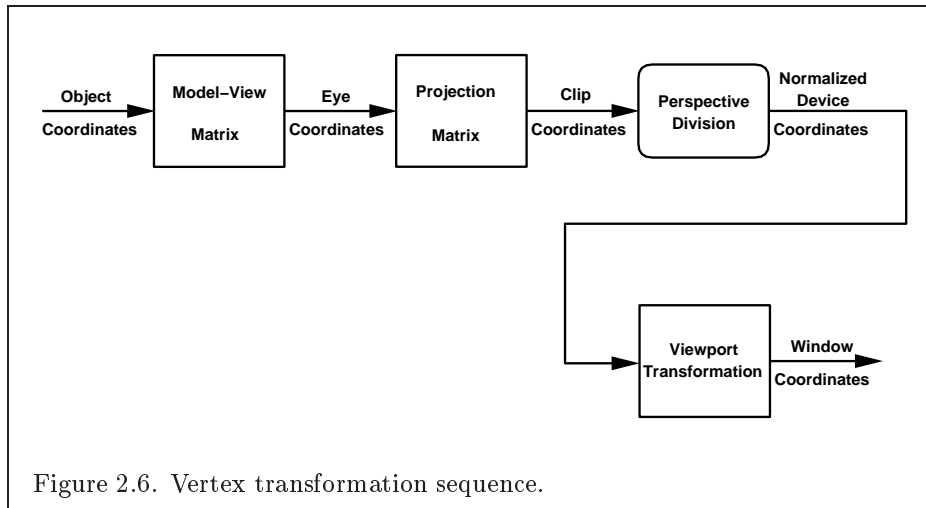 Object
Coordinates
Model–View
Matrix
Eye
Coordinates
Projection
Matrix
Clip
Coordinates
Perspective
Division
Normalized
Device
Coordinates
Viewport
Transformation
Window
Coordinates
Figure 2.6. Vertex transformation sequence.